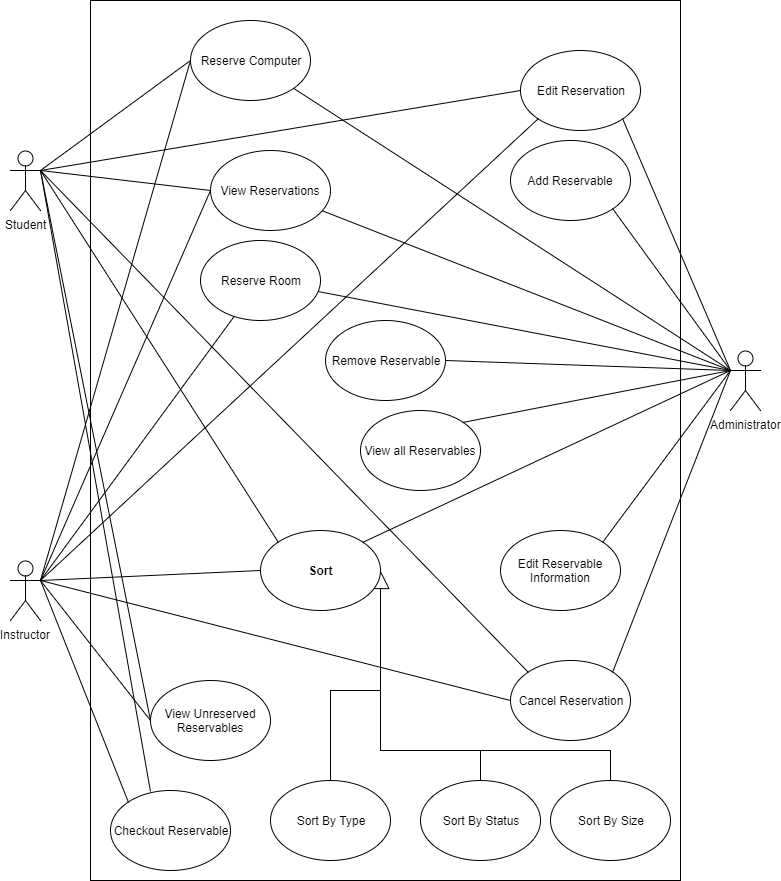 Reserve Computer
Edit Reservation
Add Reservable
View Reservations
Student
Reserve Room
Remove Reservable
Administrator
View all Reservables
Sort
Edit Reservable
Information
Instructor
Cancel Reservation
View Unreserved
Reservables
Sort By Type
Sort By Status
Sort By Size
Checkout Reservable